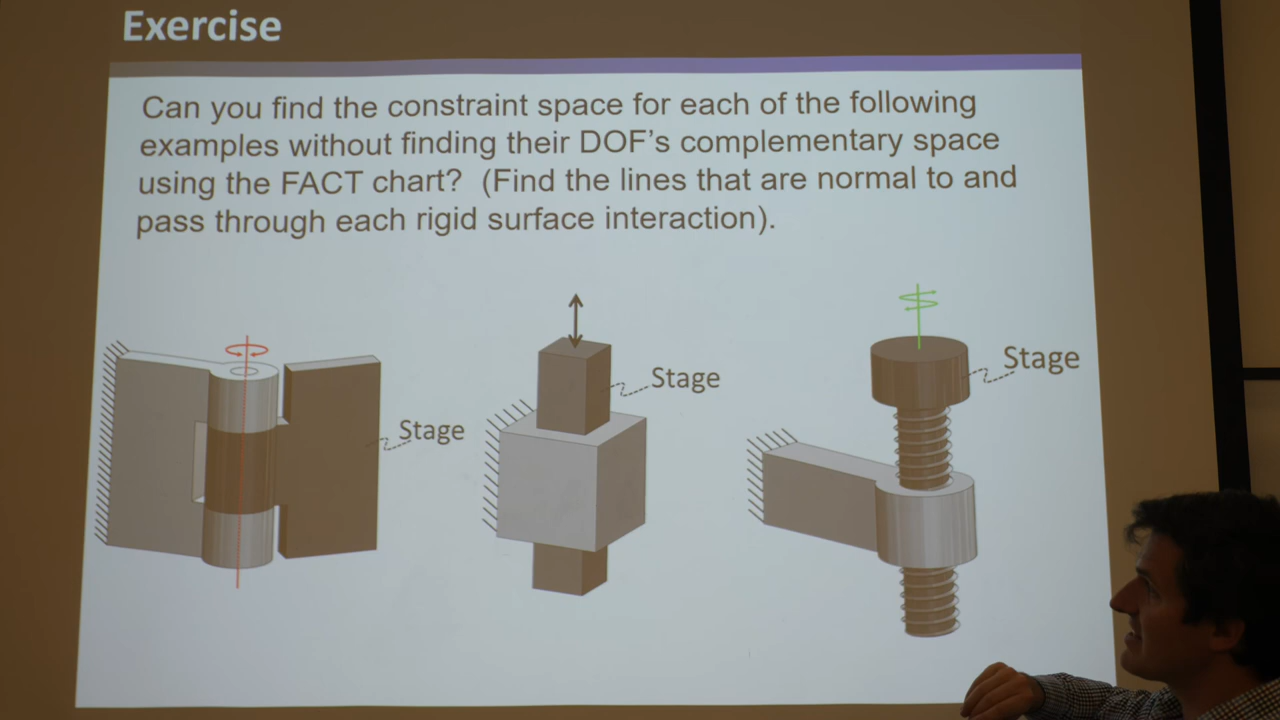 Exercise
Can you find the constraint space for each of the following
examples without finding their DOF's complementary space
using the FACT chart? (Find the lines that are normal to and
pass through each rigid surface interaction).
Stage
Stage
Stage